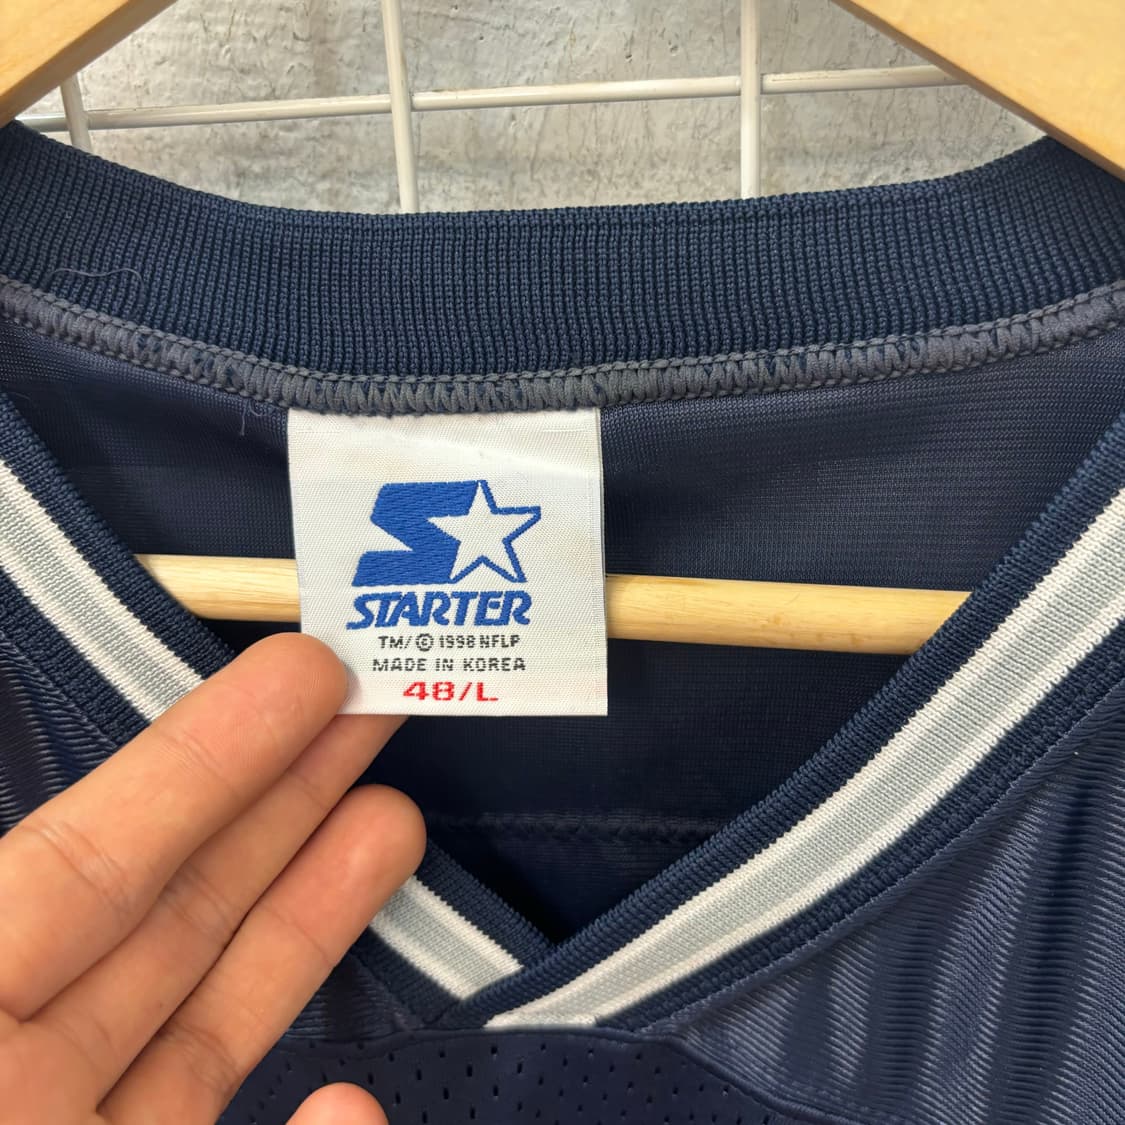 STARTER
TM/© 1998 NFLP
MADE IN KOREA
48/L